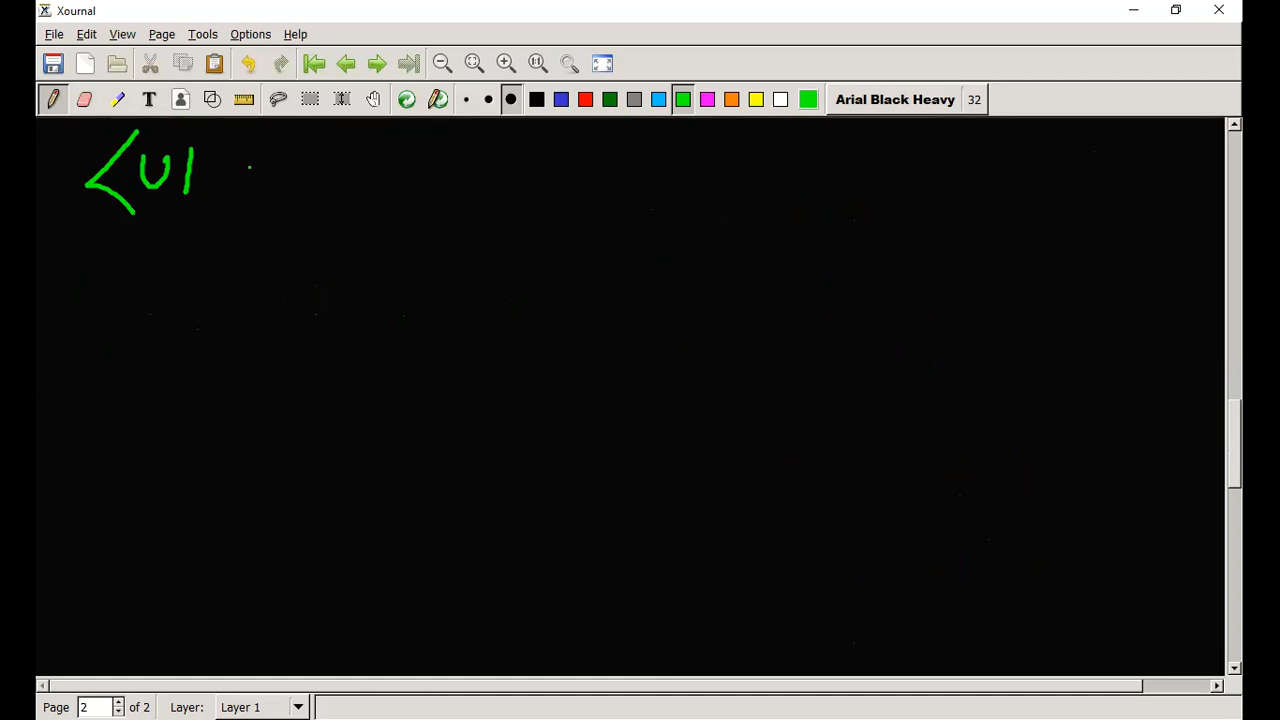 Xournal
File Edit View Page Tools Options Help
T Arial Black Heavy 32
<ul
Page 2 of 2 Layer: Layer 1